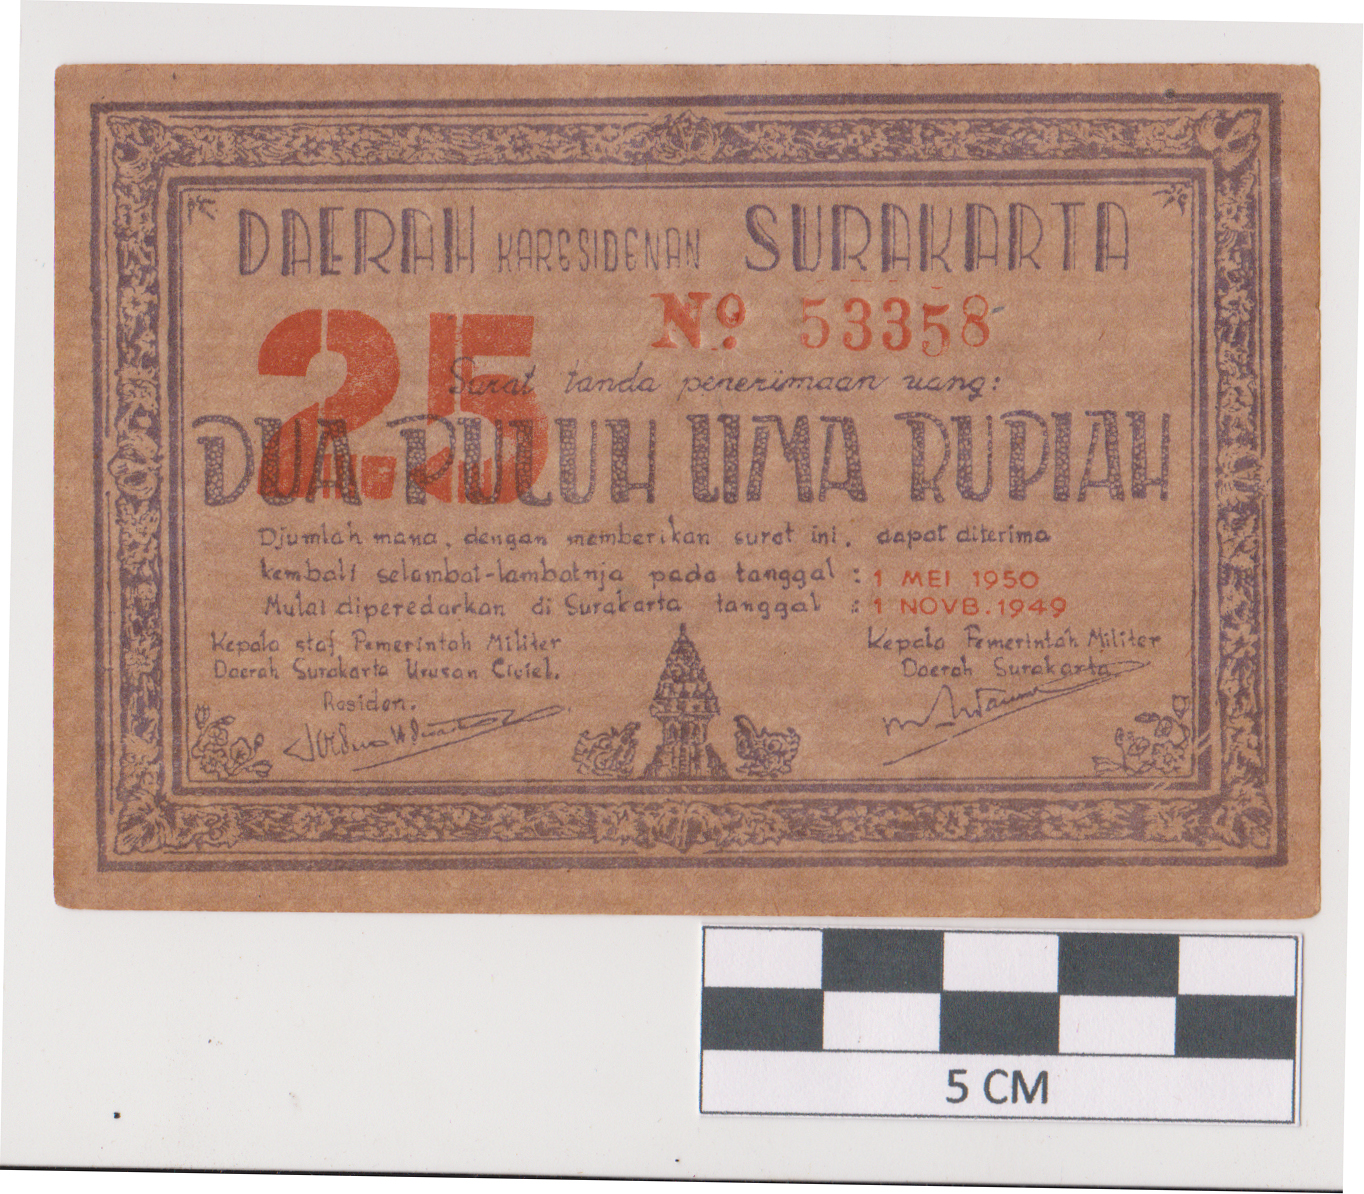 DAERAH KARESIDENAN SURAKARTA
25
No. 53358
Surat tanda penerimaan uang:
DUA PULUH LIMA RUPIAH
Djumlah mana, dengan memberikan surat ini, dapat diterima
kembali selambat-lambatnja pada tanggal : 1 MEI 1950
Mulai diperedarkan di Surakarta tanggal : 1 NOVB. 1949
Kepala staf Pemerintah Militer
Daerah Surakarta Urusan Civiel.
Residen.
Kepala Pemerintah Militer
Daerah Surakarta
5 CM